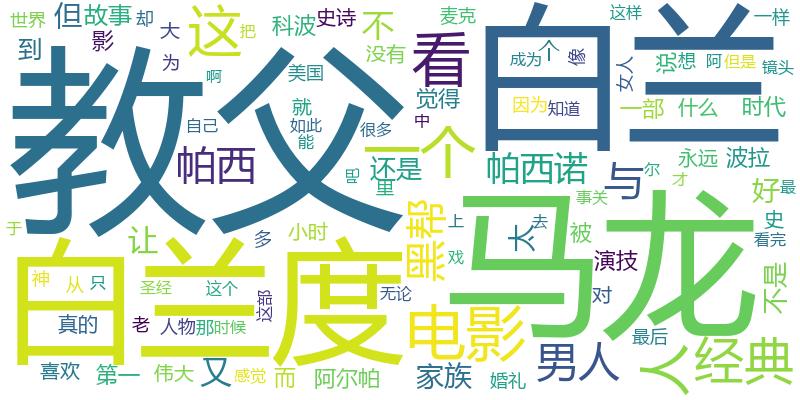 世界
但
故事
却
大
影
到
为
这
把
科波
史诗
不
没有
麦克
看
白兰
成为
个
像
女人
说
想
阿
但是
镜头
这样
一样
教父
啊
美国
就
如此
能
自己
很多
中
觉得
因为
知道
一部
什么
时代
帕西
一个
还是
里
吧
帕西诺
与
尔
永远
波拉
才
事关
好
最
于
让
多
小时
黑帮
上
戏
太
去
被
马龙
史
看完
白兰度
神
从
只
圣经
这个
这部
无论
演技
对
不是
真的
老
人物
那
时候
电影
男人
最后
人
经典
喜欢
第一
伟大
又
感觉
而
阿尔帕
家族
婚礼